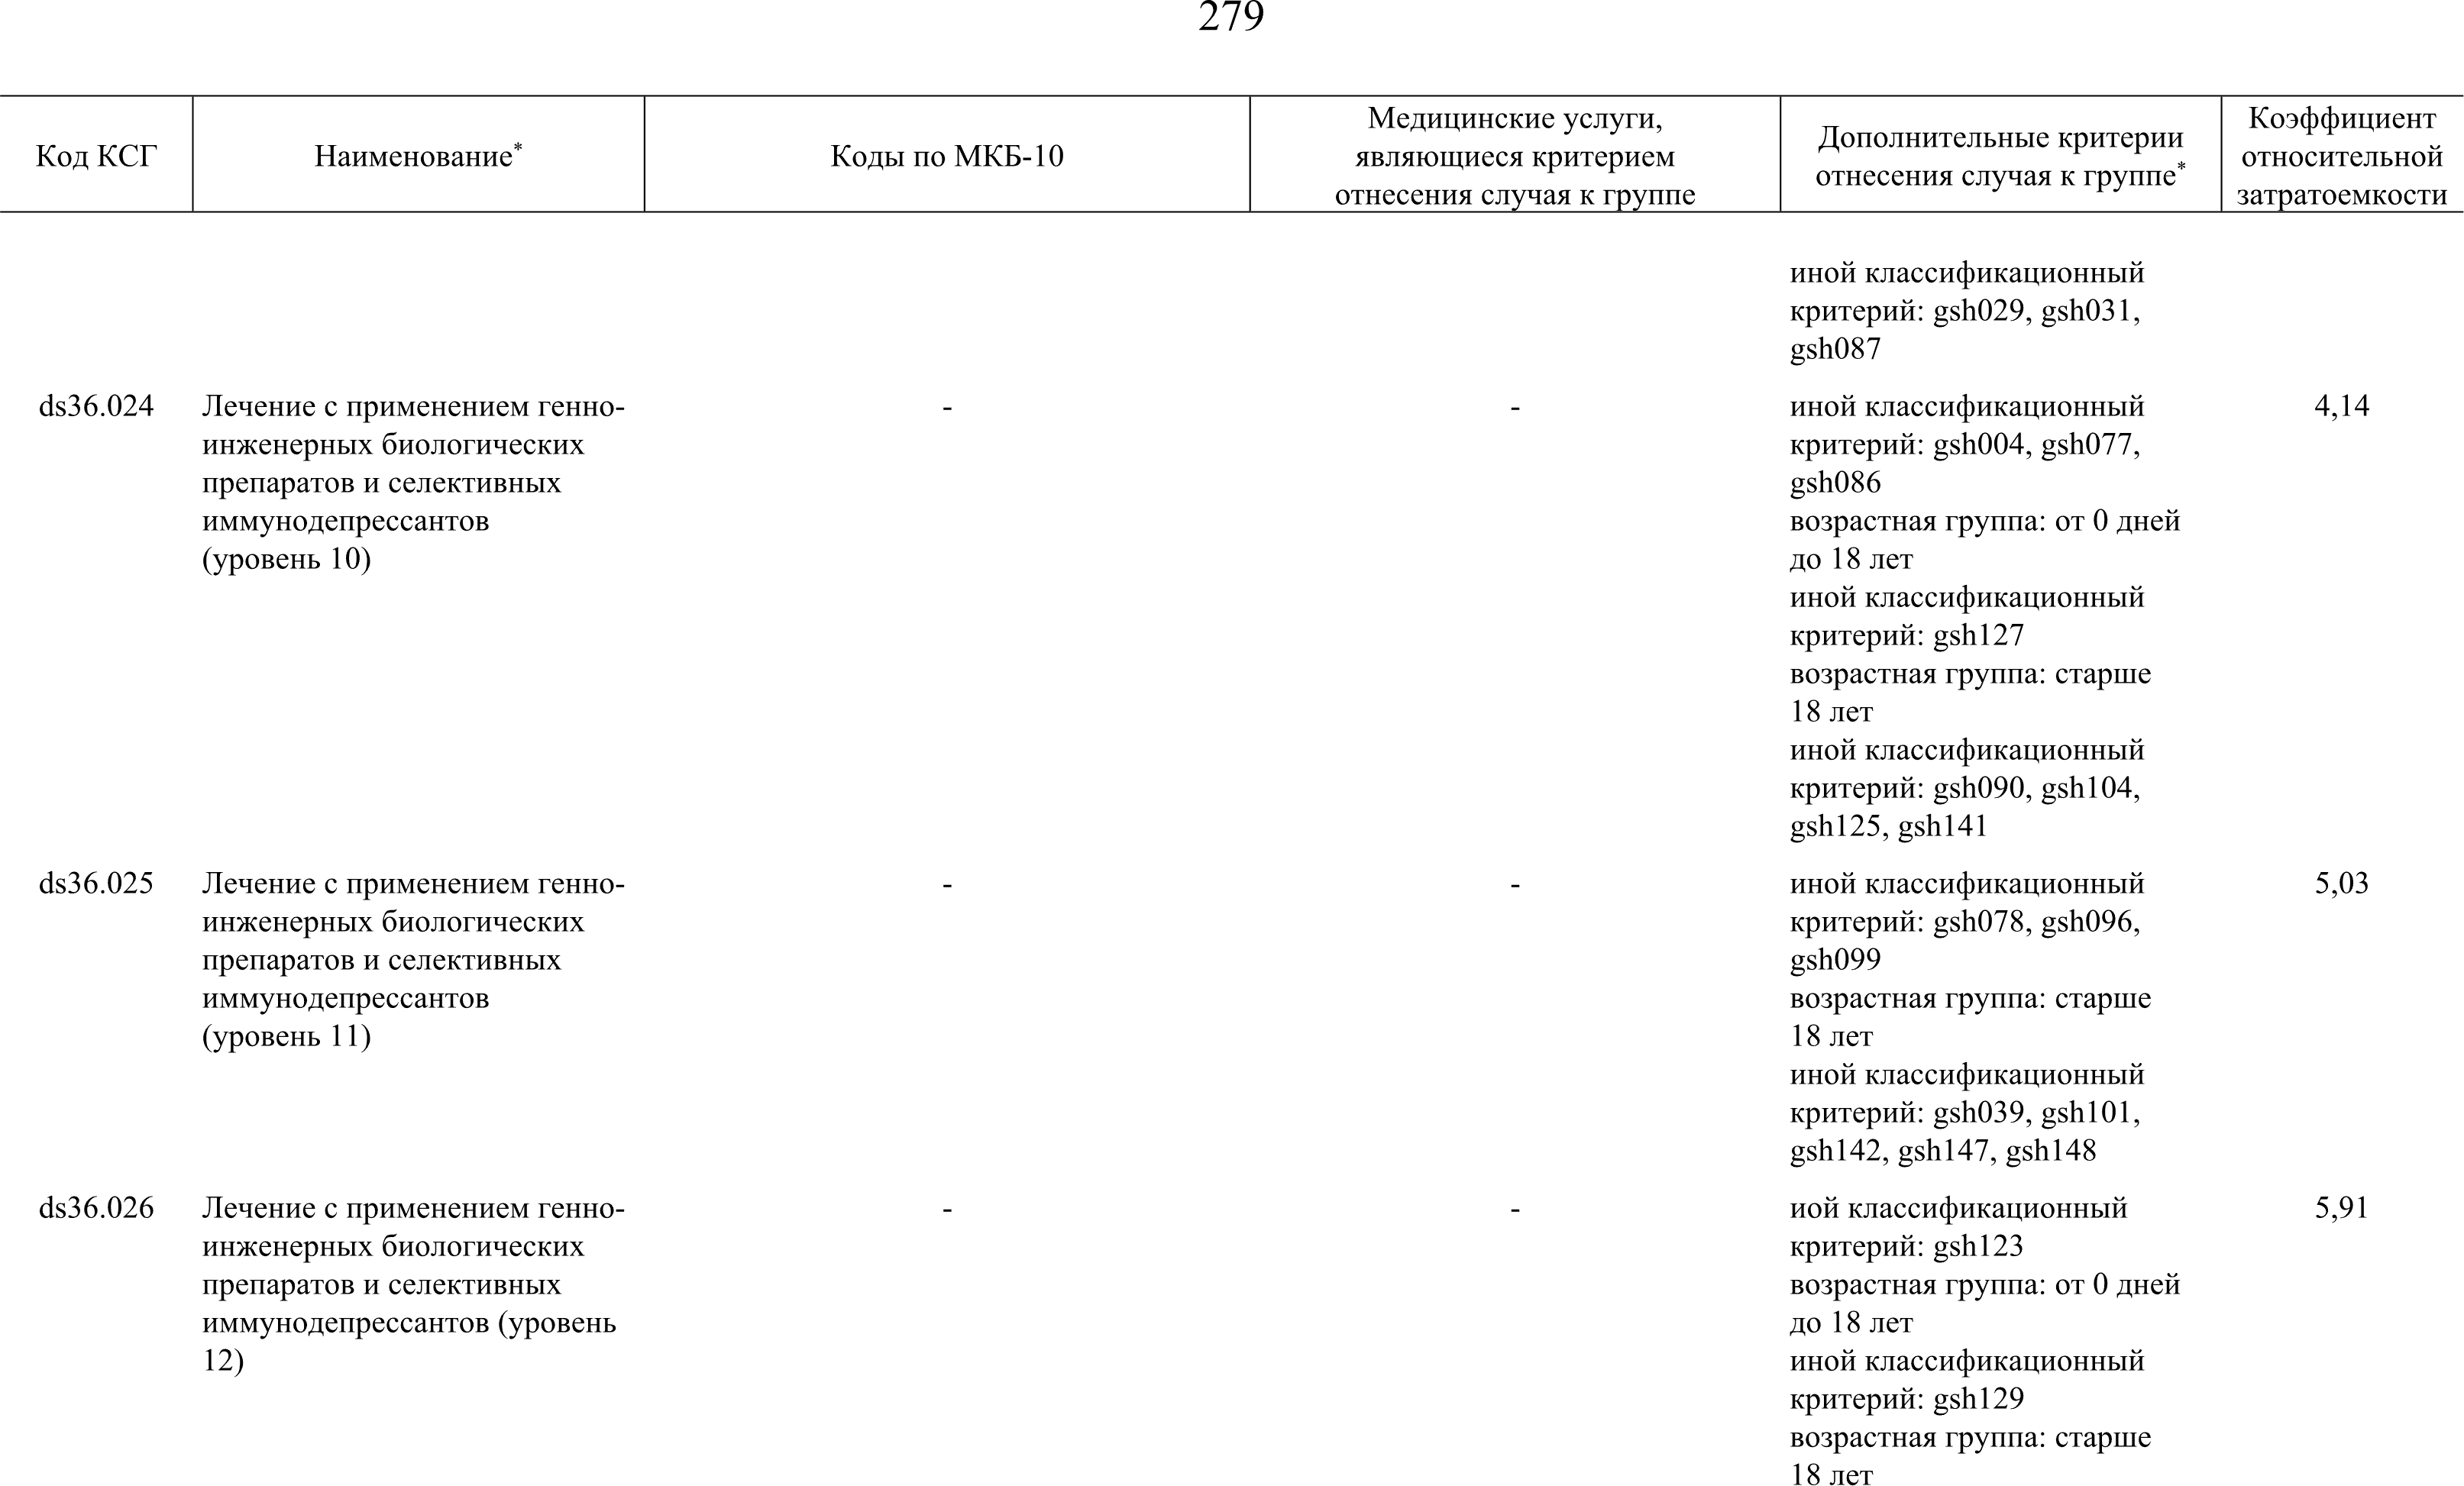 279
Код КСГ
Наименование*
Коды по МКБ-10
Медицинские услуги,
являющиеся критерием
отнесения случая к группе
Дополнительные критерии
отнесения случая к группе*
Коэффициент
относительной
затратоемкости
иной классификационный
критерий: gsh029, gsh031,
gsh087
ds36.024
Лечение с применением генно-
инженерных биологических
препаратов и селективных
иммунодепрессантов
(уровень 10)
-
-
иной классификационный
критерий: gsh004, gsh077,
gsh086
возрастная группа: от 0 дней
до 18 лет
иной классификационный
критерий: gsh127
возрастная группа: старше
18 лет
иной классификационный
критерий: gsh090, gsh104,
gsh125, gsh141
4,14
ds36.025
Лечение с применением генно-
инженерных биологических
препаратов и селективных
иммунодепрессантов
(уровень 11)
-
-
иной классификационный
критерий: gsh078, gsh096,
gsh099
возрастная группа: старше
18 лет
иной классификационный
критерий: gsh039, gsh101,
gsh142, gsh147, gsh148
5,03
ds36.026
Лечение с применением генно-
инженерных биологических
препаратов и селективных
иммунодепрессантов (уровень
12)
-
-
иой классификационный
критерий: gsh123
возрастная группа: от 0 дней
до 18 лет
иной классификационный
критерий: gsh129
возрастная группа: старше
18 лет
5,91